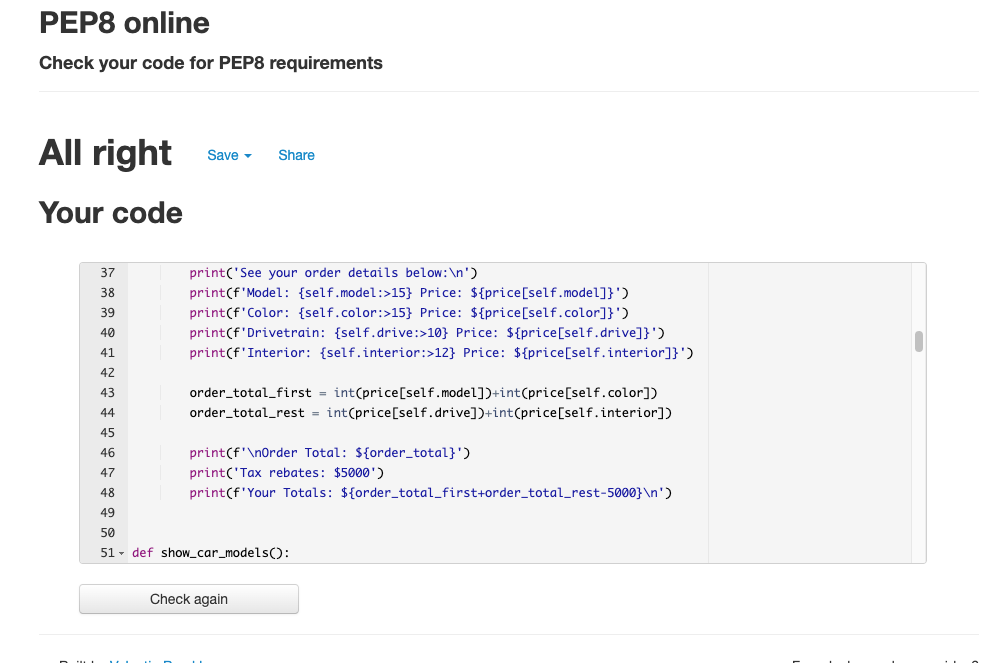 PEP8 online
Check your code for PEP8 requirements
All right
Save
Share
Your code
37 print('See your order details below:\n')
38 print(f'Model: {self.model:>15} Price: ${price[self.model]}')
39 print(f'Color: {self.color:>15} Price: ${price[self.color]}')
40 print(f'Drivetrain: {self.drive:>10} Price: ${price[self.drive]}')
41 print(f'Interior: {self.interior:>12} Price: ${price[self.interior]}')
42
43 order_total_first = int(price[self.model])+int(price[self.color])
44 order_total_rest = int(price[self.drive])+int(price[self.interior])
45
46 print(f'\nOrder Total: ${order_total}')
47 print('Tax rebates: $5000')
48 print(f'Your Totals: ${order_total_first+order_total_rest-5000}\n')
49
50
51 def show_car_models():
Check again